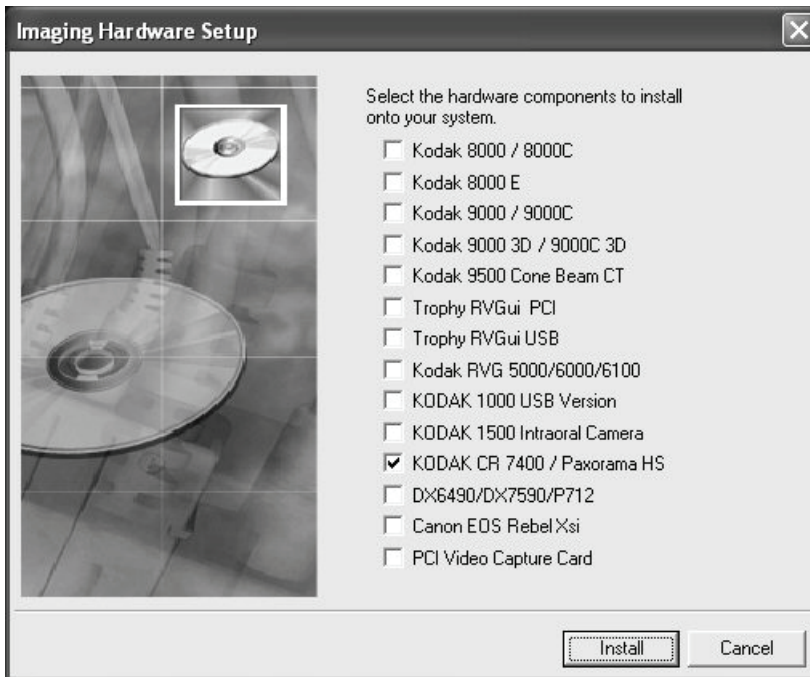 Imaging Hardware Setup
Select the hardware components to install
onto your system.
Kodak 8000 / 8000C
Kodak 8000 E
Kodak 9000 / 9000C
Kodak 9000 3D / 9000C 3D
Kodak 9500 Cone Beam CT
Trophy RVGui PCI
Trophy RVGui USB
Kodak RVG 5000/6000/6100
KODAK 1000 USB Version
KODAK 1500 Intraoral Camera
KODAK CR 7400 / Paxorama HS
DX6490/DX7590/P712
Canon EOS Rebel Xsi
PCI Video Capture Card
Install
Cancel